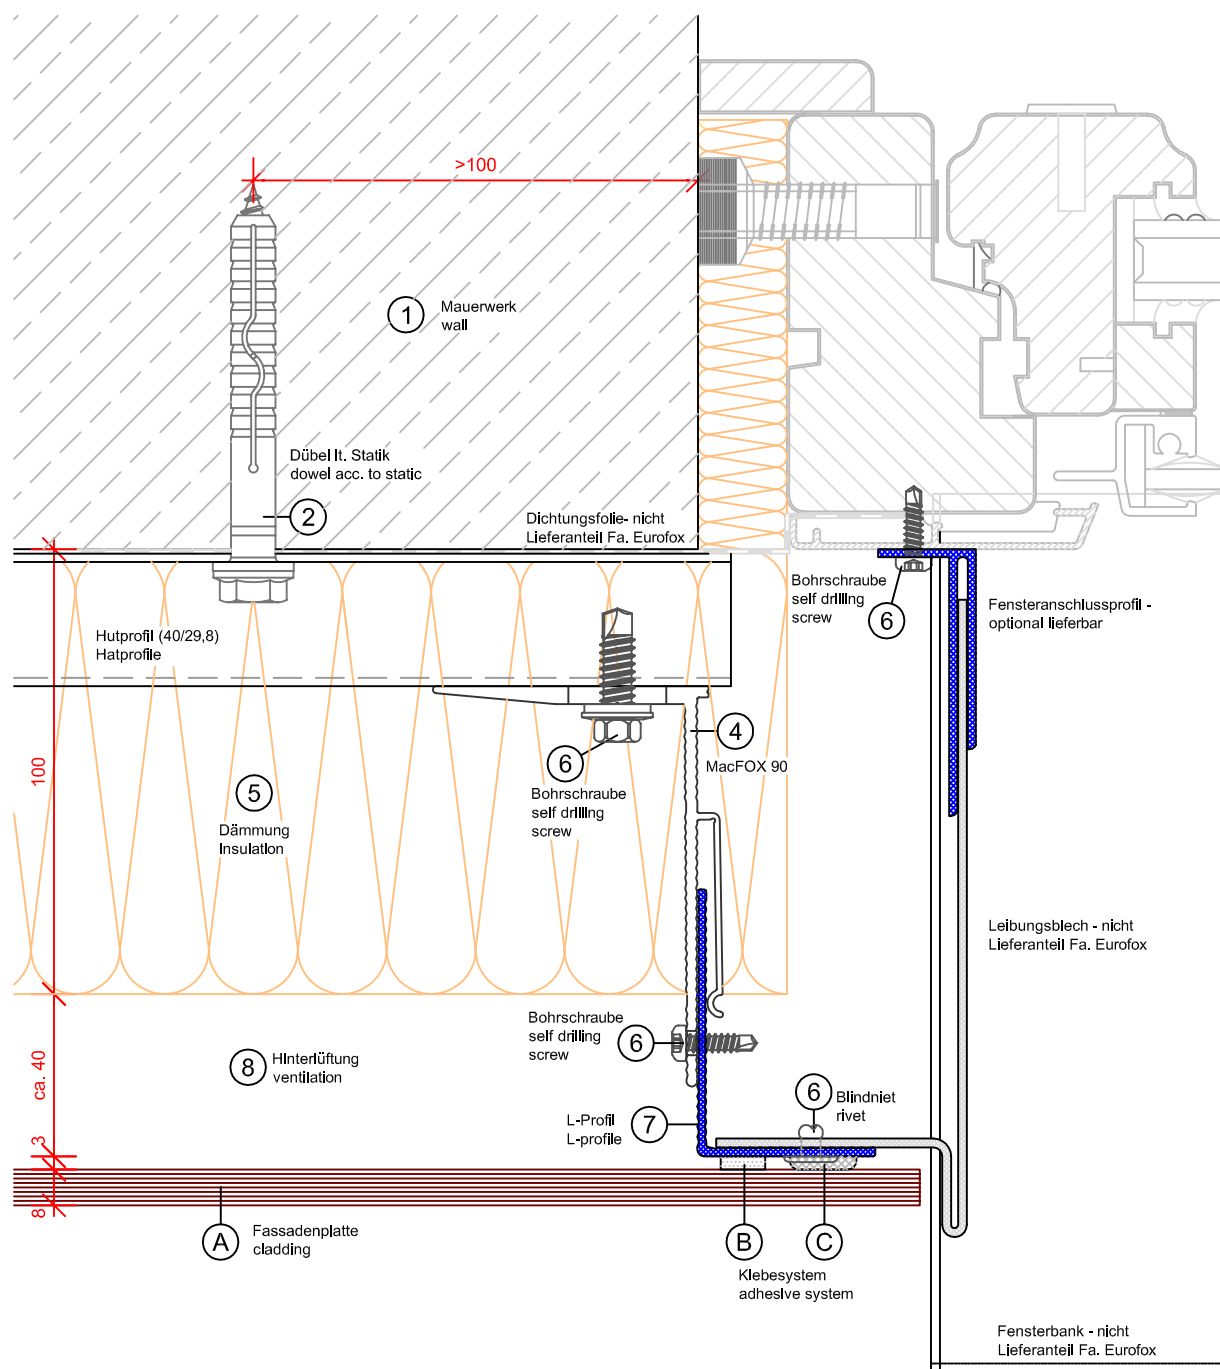 >100
1
Mauerwerk
wall
Dübel lt. Statik
dowel acc. to static
2
Dichtungsfolie- nicht
Lieferanteil Fa. Eurofox
Bohrschraube
self drilling
screw
6
Fensteranschlussprofil -
optional lieferbar
Hutprofil (40/29,8)
Hatprofile
4
MacFOX 90
6
Bohrschraube
self drilling
screw
100
5
Dämmung
Insulation
Leibungsblech - nicht
Lieferanteil Fa. Eurofox
Bohrschraube
self drilling
screw
6
ca. 40
8
Hinterlüftung
ventilation
6
Blindniet
rivet
L-Profil
L-profile
7
3
8
A
Fassadenplatte
cladding
B
C
Klebesystem
adhesive system
Fensterbank - nicht
Lieferanteil Fa. Eurofox